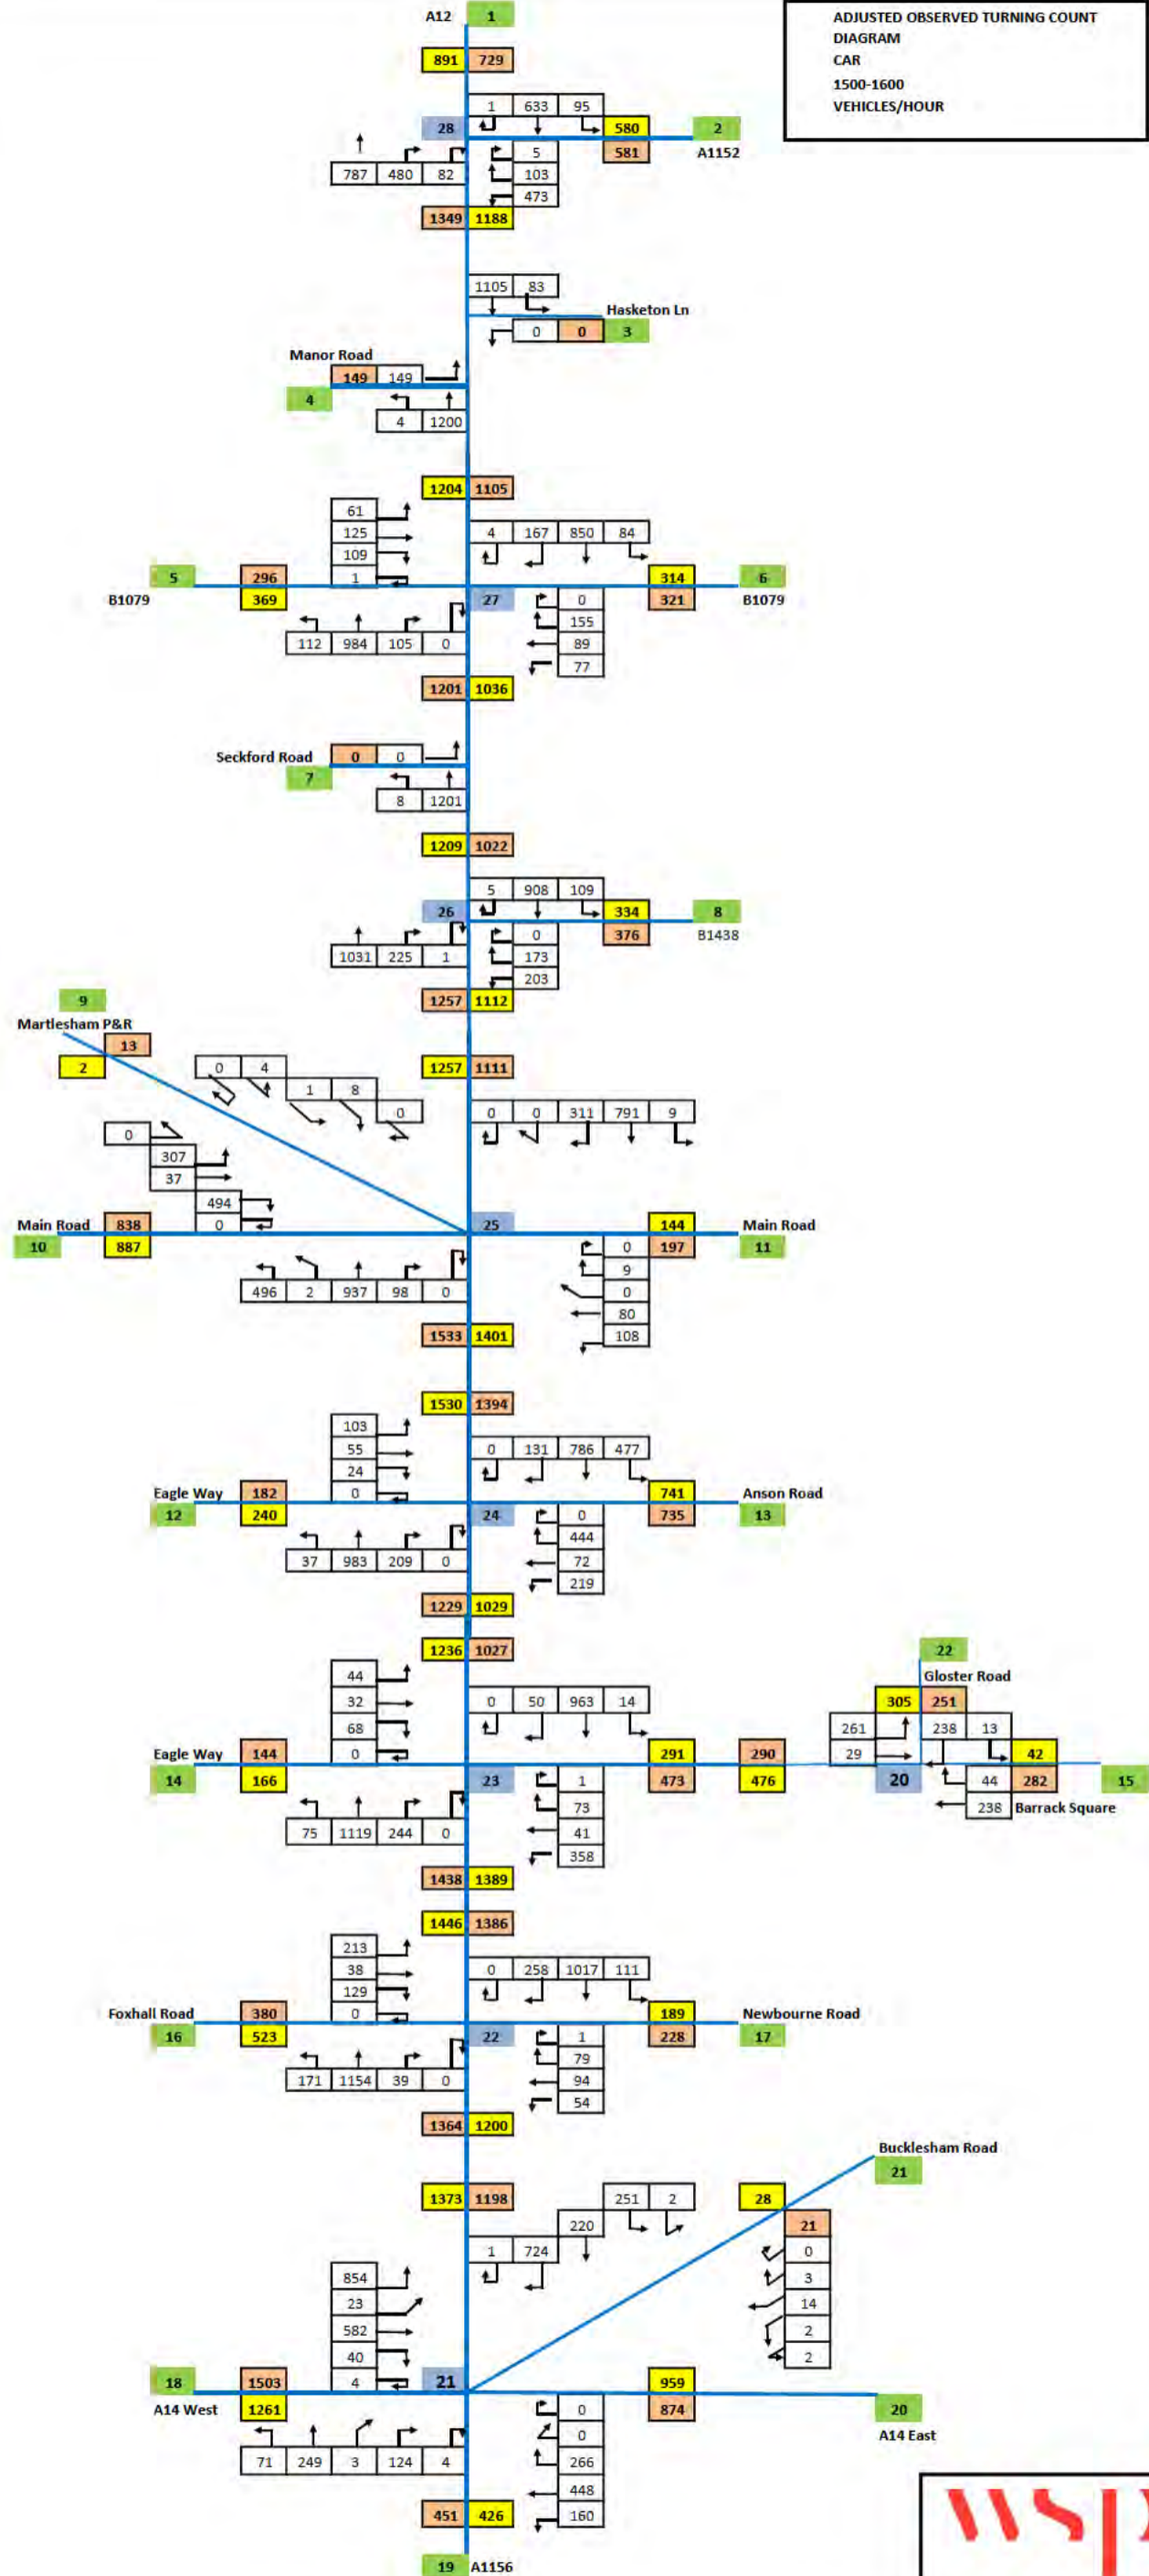 A12 1
ADJUSTED OBSERVED TURNING COUNT
DIAGRAM
CAR
1500-1600
VEHICLES/HOUR
891 729
1 633 95
28 580 2
5 581 A1152
787 480 82 103
473
1349 1188
1105 83
Hasketon Ln
0 0 3
Manor Road
149 149
4
4 1200
1204 1105
61
125 4 167 850 84
109
5 296 1 314 6
B1079 369 27 0 321 B1079
155
112 984 105 0 89
77
1201 1036
Seckford Road 0 0
7
8 1201
1209 1022
5 908 109
26 334 8
0 376 B1438
1031 225 1 173
203
1257 1112
9
Martlesham P&R
13
2 0 4 1257 1111
1 8
0 0 0 311 791 9
0
307
37
494
Main Road 838 0 25 144 Main Road
10 887 0 197 11
9
496 2 937 98 0 0
80
1533 1401 108
1530 1394
103
55 0 131 786 477
24
Eagle Way 182 0 741 Anson Road
12 240 24 0 735 13
444
37 983 209 0 72
219
1229 1029
1236 1027 22
44 Gloster Road
32 0 50 963 14 305 251
68 261 238 13
Eagle Way 144 0 291 290 29 42
14 166 23 1 473 476 20 44 282 15
73 238 Barrack Square
75 1119 244 0 41
358
1438 1389
1446 1386
213
38 0 258 1017 111
129
Foxhall Road 380 0 189 Newbourne Road
16 523 22 1 228 17
79
171 1154 39 0 94
54
1364 1200
Bucklesham Road
21
1373 1198 251 2 28
220 21
1 724 0
854 3
23 14
582 2
40 2
18 1503 4 21 959
A14 West 1261 0 874 20
0 A14 East
71 249 3 124 4 266
448
451 426 160
wsp
19 A1156